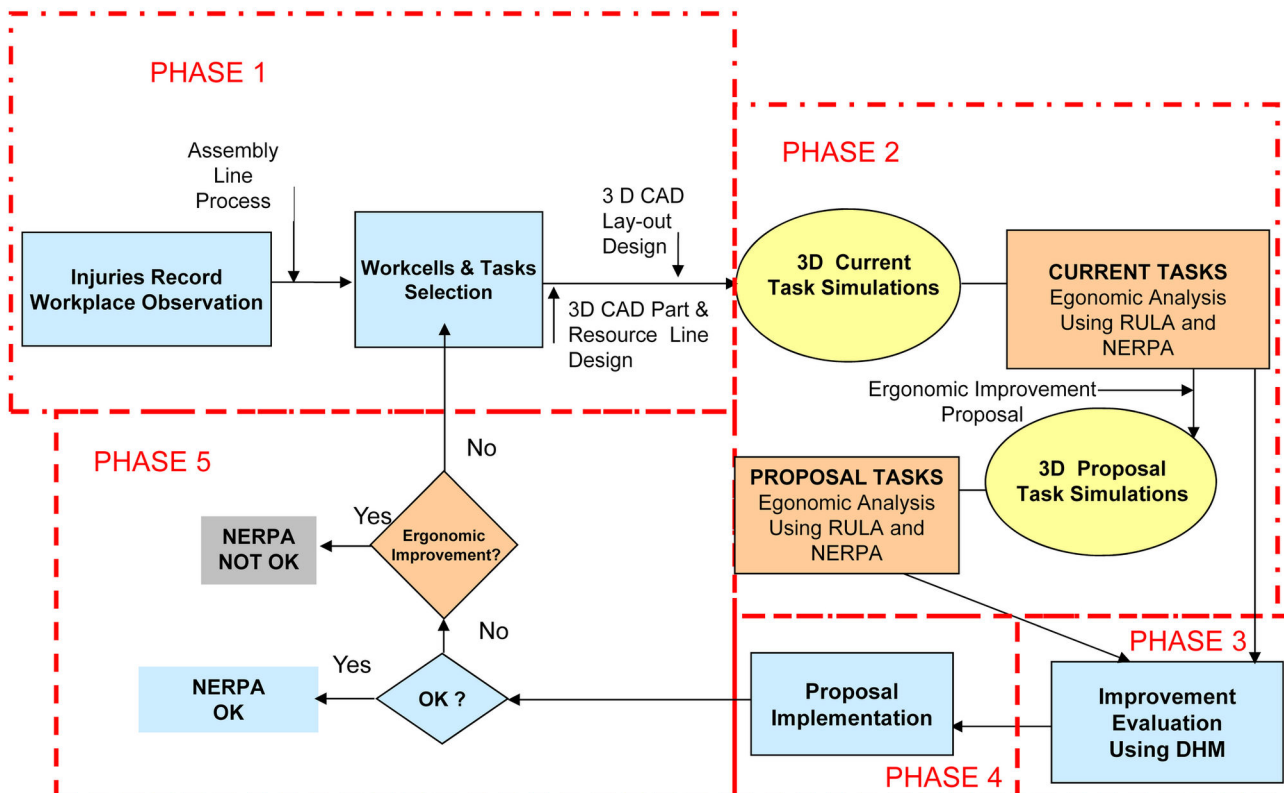 PHASE 1
Assembly
Line
Process
Injuries Record
Workplace Observation
Workcells & Tasks
Selection
3 D CAD
Lay-out
Design
3D CAD Part &
Resource Line
Design
PHASE 2
3D Current
Task Simulations
CURRENT TASKS
Egonomic Analysis
Using RULA and
NERPA
Ergonomic Improvement
Proposal
3D Proposal
Task Simulations
PROPOSAL TASKS
Egonomic Analysis
Using RULA and
NERPA
PHASE 3
Improvement
Evaluation
Using DHM
PHASE 4
Proposal
Implementation
PHASE 5
No
Yes
Ergonomic
Improvement?
NERPA
NOT OK
No
Yes
OK ?
NERPA
OK